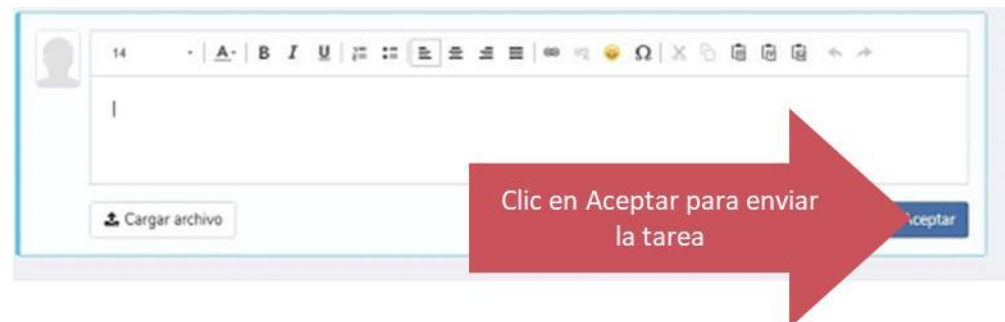 14 A B I U Ω
Cargar archivo
Clic en Aceptar para enviar
la tarea
Aceptar